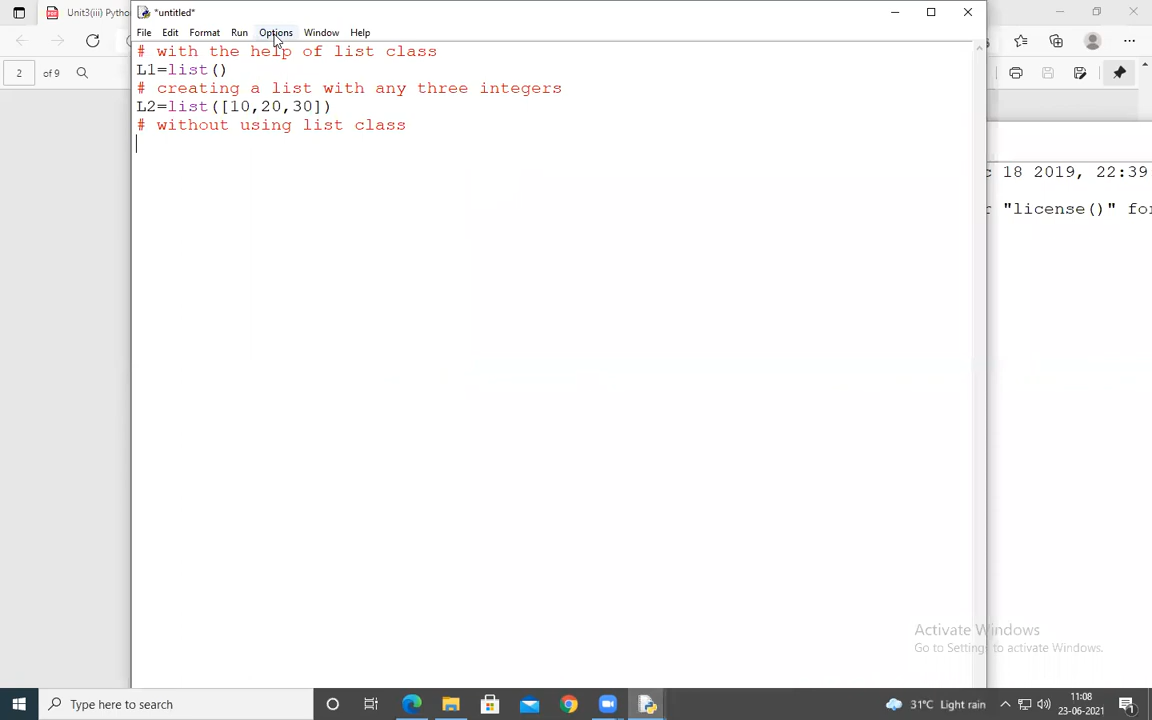 Unit3(iii) Pytho
*untitled*
File Edit Format Run Options Window Help
2 of 9
# with the help of list class
L1=list()
# creating a list with any three integers
L2=list([10,20,30])
# without using list class
18 2019, 22:39
"license()" fo
Activate Windows
Go to Settings to activate Windows.
Type here to search
31°C Light rain
11:08
23-06-2021
1